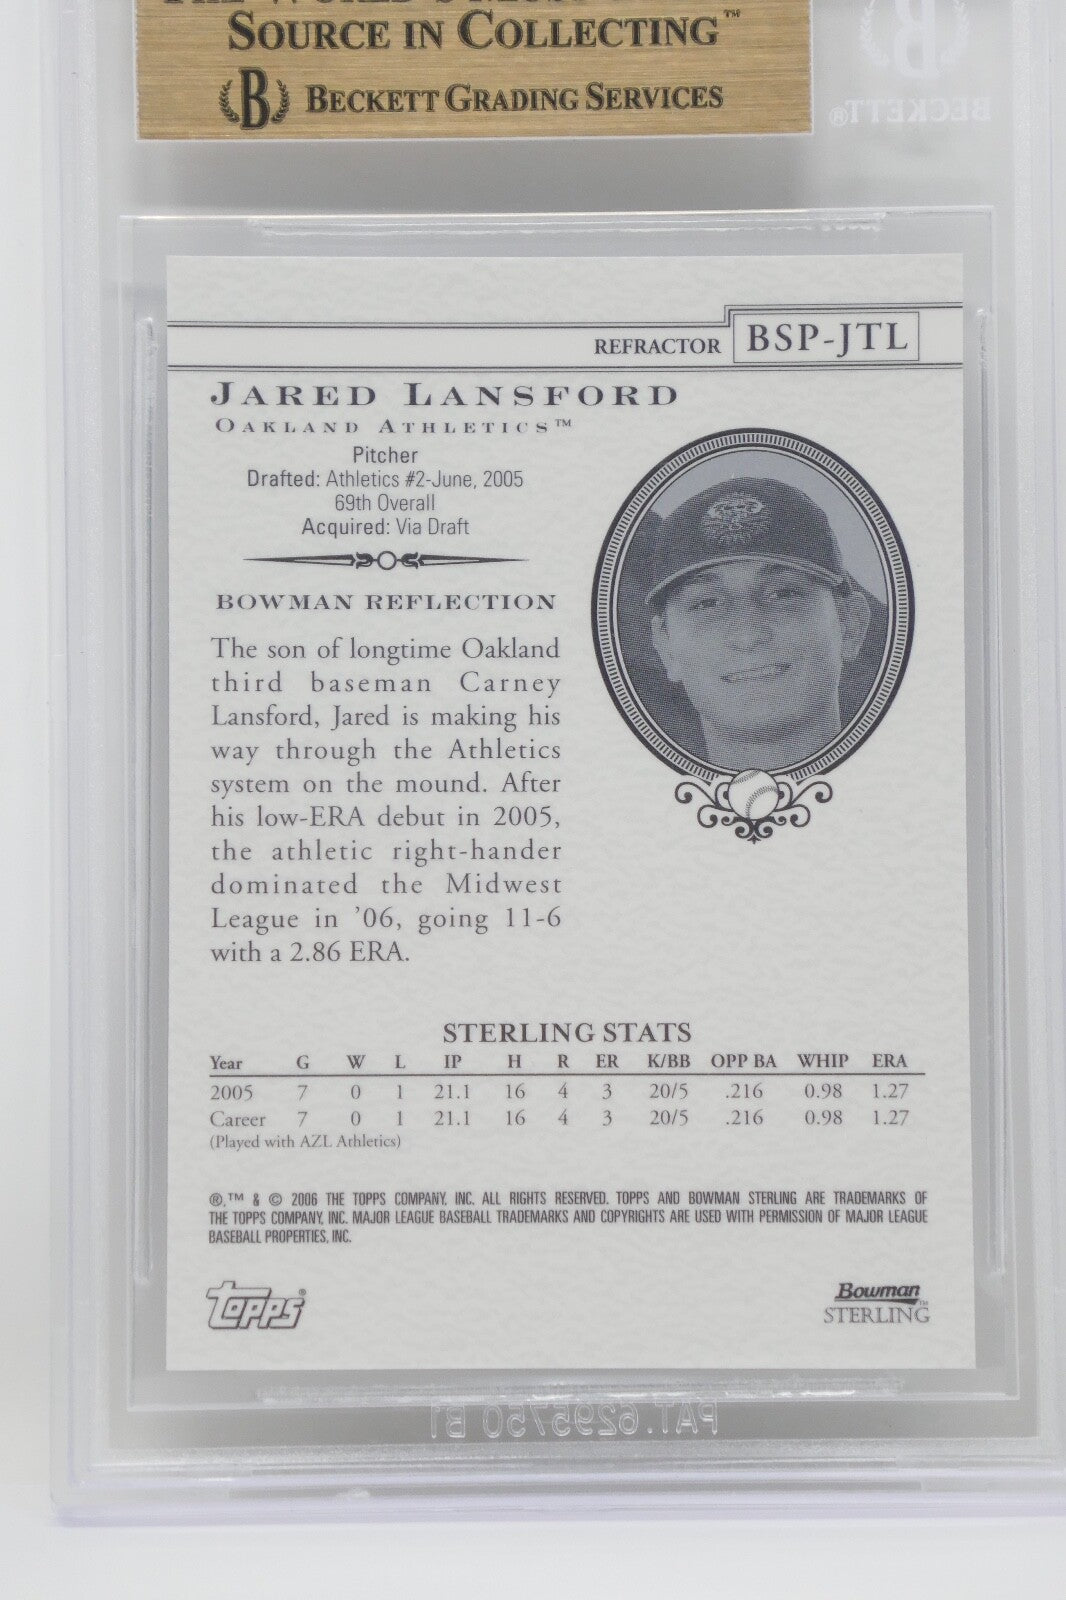 SOURCE IN COLLECTING™
B BECKETT GRADING SERVICES
B
BECKETT®
REFRACTOR BSP-JTL
JARED LANSFORD
OAKLAND ATHLETICS™
Pitcher
Drafted: Athletics #2-June, 2005
69th Overall
Acquired: Via Draft
BOWMAN REFLECTION
The son of longtime Oakland
third baseman Carney
Lansford, Jared is making his
way through the Athletics
system on the mound. After
his low-ERA debut in 2005,
the athletic right-hander
dominated the Midwest
League in ’06, going 11-6
with a 2.86 ERA.
STERLING STATS
Year G W L IP H R ER K/BB OPP BA WHIP ERA
2005 7 0 1 21.1 16 4 3 20/5 .216 0.98 1.27
Career 7 0 1 21.1 16 4 3 20/5 .216 0.98 1.27
(Played with AZL Athletics)
®,™ & © 2006 THE TOPPS COMPANY, INC. ALL RIGHTS RESERVED. TOPPS AND BOWMAN STERLING ARE TRADEMARKS OF
THE TOPPS COMPANY, INC. MAJOR LEAGUE BASEBALL TRADEMARKS AND COPYRIGHTS ARE USED WITH PERMISSION OF MAJOR LEAGUE
BASEBALL PROPERTIES, INC.
Topps®
Bowman
STERLING™
PAT.6295750 B1